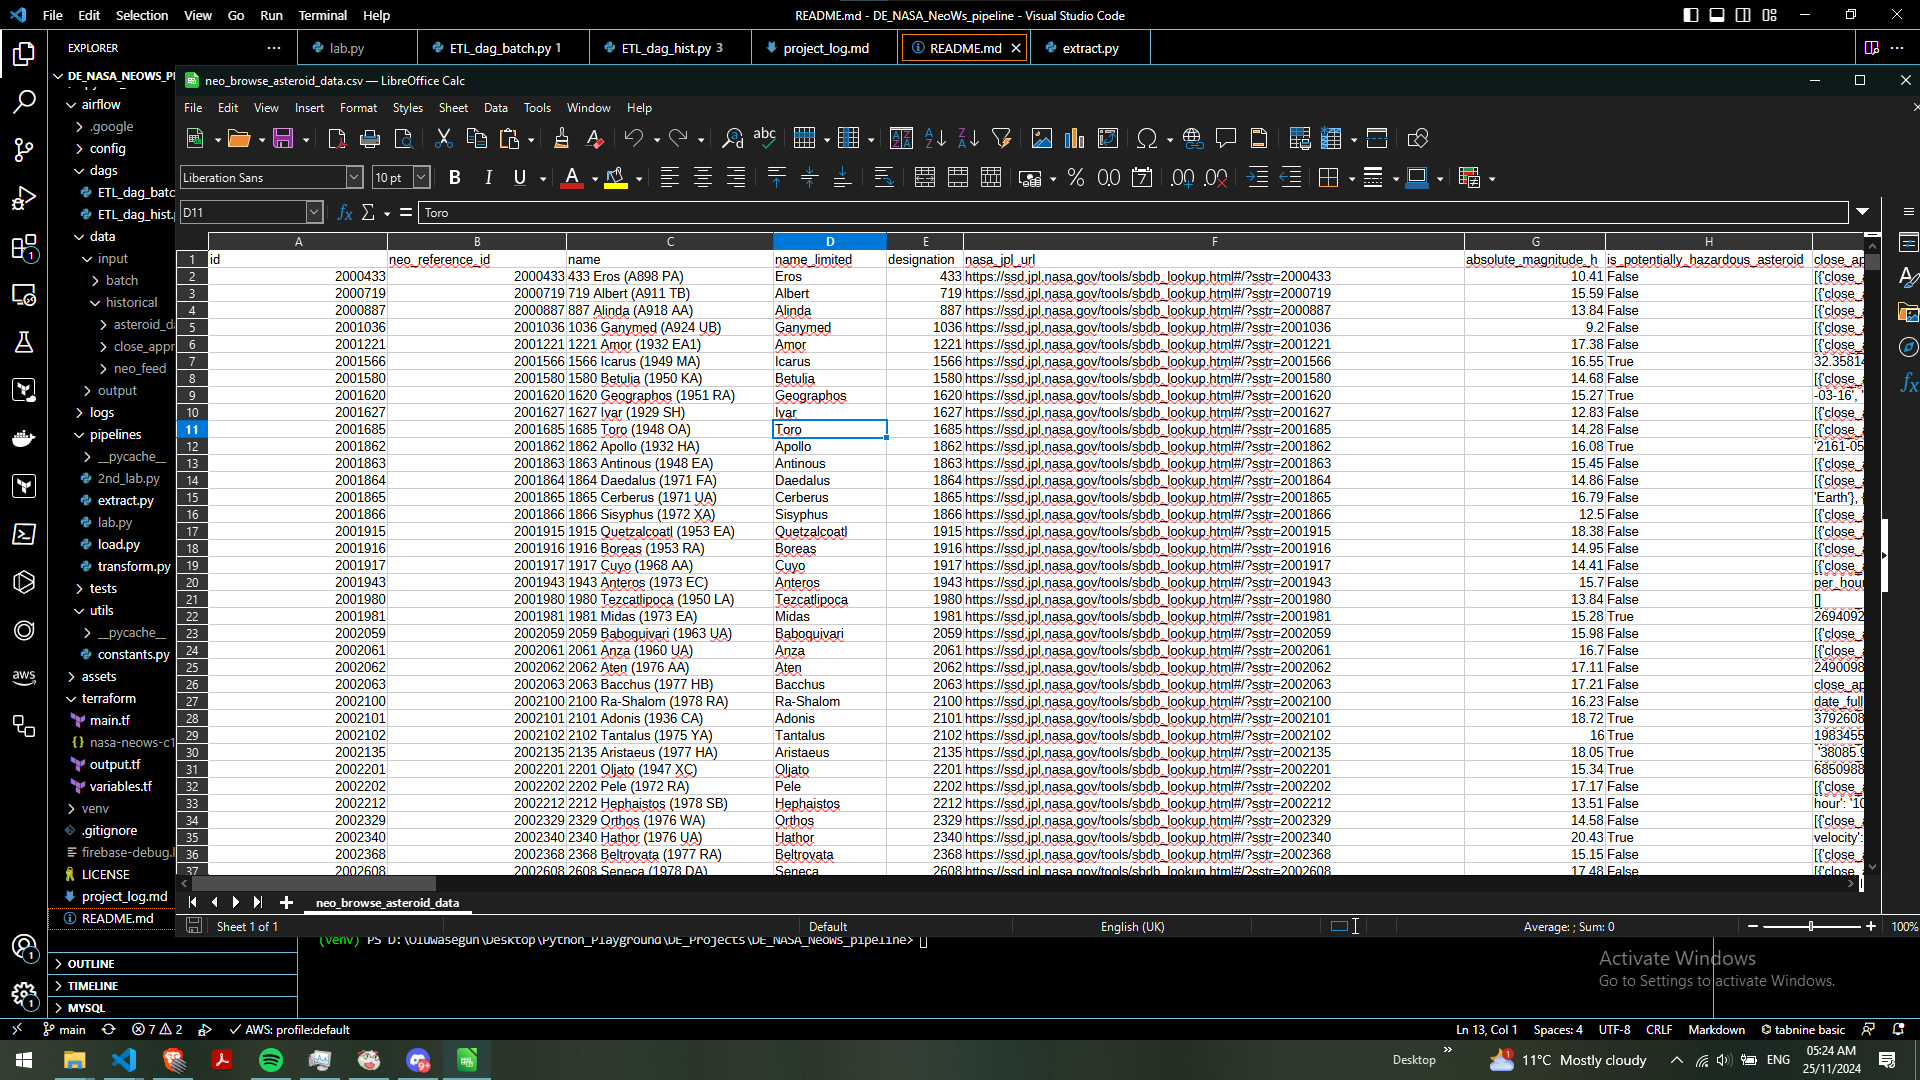 File Edit Selection View Go Run Terminal Help
README.md - DE_NASA_NeoWs_pipeline - Visual Studio Code
EXPLORER
lab.py
ETL_dag_batch.py 1
ETL_dag_hist.py 3
project_log.md
README.md
extract.py
DE_NASA_NEOWS_PI
airflow
.google
config
dags
ETL_dag_batc
ETL_dag_hist.
data
input
batch
historical
asteroid_d
close_appr
neo_feed
output
logs
pipelines
__pycache__
2nd_lab.py
extract.py
lab.py
load.py
transform.py
tests
utils
__pycache__
constants.py
assets
terraform
main.tf
nasa-neows-c1
output.tf
variables.tf
venv
.gitignore
firebase-debug.l
LICENSE
project_log.md
README.md
OUTLINE
TIMELINE
MYSQL
neo_browse_asteroid_data.csv — LibreOffice Calc
File Edit View Insert Format Styles Sheet Data Tools Window Help
Liberation Sans 10 pt
D11 Toro
A B C D E F G H
1 id neo_reference_id name name_limited designation nasa_jpl_url absolute_magnitude_h is_potentially_hazardous_asteroid close_ap
2 2000433 2000433 433 Eros (A898 PA) Eros 433 https://ssd.jpl.nasa.gov/tools/sbdb_lookup.html#/?sstr=2000433 10.41 False [{'close_a
3 2000719 2000719 719 Albert (A911 TB) Albert 719 https://ssd.jpl.nasa.gov/tools/sbdb_lookup.html#/?sstr=2000719 15.59 False [{'close_a
4 2000887 2000887 887 Alinda (A918 AA) Alinda 887 https://ssd.jpl.nasa.gov/tools/sbdb_lookup.html#/?sstr=2000887 13.84 False [{'close_a
5 2001036 2001036 1036 Ganymed (A924 UB) Ganymed 1036 https://ssd.jpl.nasa.gov/tools/sbdb_lookup.html#/?sstr=2001036 9.2 False [{'close_a
6 2001221 2001221 1221 Amor (1932 EA1) Amor 1221 https://ssd.jpl.nasa.gov/tools/sbdb_lookup.html#/?sstr=2001221 17.38 False [{'close_a
7 2001566 2001566 1566 Icarus (1949 MA) Icarus 1566 https://ssd.jpl.nasa.gov/tools/sbdb_lookup.html#/?sstr=2001566 16.55 True 32.35814
8 2001580 2001580 1580 Betulia (1950 KA) Betulia 1580 https://ssd.jpl.nasa.gov/tools/sbdb_lookup.html#/?sstr=2001580 14.68 False [{'close_a
9 2001620 2001620 1620 Geographos (1951 RA) Geographos 1620 https://ssd.jpl.nasa.gov/tools/sbdb_lookup.html#/?sstr=2001620 15.27 True -03-16', '
10 2001627 2001627 1627 Ivar (1929 SH) Ivar 1627 https://ssd.jpl.nasa.gov/tools/sbdb_lookup.html#/?sstr=2001627 12.83 False [{'close_a
11 2001685 2001685 1685 Toro (1948 OA) Toro 1685 https://ssd.jpl.nasa.gov/tools/sbdb_lookup.html#/?sstr=2001685 14.28 False [{'close_a
12 2001862 2001862 1862 Apollo (1932 HA) Apollo 1862 https://ssd.jpl.nasa.gov/tools/sbdb_lookup.html#/?sstr=2001862 16.08 True '2161-05
13 2001863 2001863 1863 Antinous (1948 EA) Antinous 1863 https://ssd.jpl.nasa.gov/tools/sbdb_lookup.html#/?sstr=2001863 15.45 False [{'close_a
14 2001864 2001864 1864 Daedalus (1971 FA) Daedalus 1864 https://ssd.jpl.nasa.gov/tools/sbdb_lookup.html#/?sstr=2001864 14.86 False [{'close_a
15 2001865 2001865 1865 Cerberus (1971 UA) Cerberus 1865 https://ssd.jpl.nasa.gov/tools/sbdb_lookup.html#/?sstr=2001865 16.79 False 'Earth'}, {
16 2001866 2001866 1866 Sisyphus (1972 XA) Sisyphus 1866 https://ssd.jpl.nasa.gov/tools/sbdb_lookup.html#/?sstr=2001866 12.5 False [{'close_a
17 2001915 2001915 1915 Quetzalcoatl (1953 EA) Quetzalcoatl 1915 https://ssd.jpl.nasa.gov/tools/sbdb_lookup.html#/?sstr=2001915 18.38 False [{'close_a
18 2001916 2001916 1916 Boreas (1953 RA) Boreas 1916 https://ssd.jpl.nasa.gov/tools/sbdb_lookup.html#/?sstr=2001916 14.95 False [{'close_a
19 2001917 2001917 1917 Cuyo (1968 AA) Cuyo 1917 https://ssd.jpl.nasa.gov/tools/sbdb_lookup.html#/?sstr=2001917 14.41 False [{'close_a
20 2001943 2001943 1943 Anteros (1973 EC) Anteros 1943 https://ssd.jpl.nasa.gov/tools/sbdb_lookup.html#/?sstr=2001943 15.7 False per_hour
21 2001980 2001980 1980 Tezcatlipoca (1950 LA) Tezcatlipoca 1980 https://ssd.jpl.nasa.gov/tools/sbdb_lookup.html#/?sstr=2001980 13.84 False []
22 2001981 2001981 1981 Midas (1973 EA) Midas 1981 https://ssd.jpl.nasa.gov/tools/sbdb_lookup.html#/?sstr=2001981 15.28 True 2694092
23 2002059 2002059 2059 Baboquivari (1963 UA) Baboquivari 2059 https://ssd.jpl.nasa.gov/tools/sbdb_lookup.html#/?sstr=2002059 15.98 False [{'close_a
24 2002061 2002061 2061 Anza (1960 UA) Anza 2061 https://ssd.jpl.nasa.gov/tools/sbdb_lookup.html#/?sstr=2002061 16.7 False [{'close_a
25 2002062 2002062 2062 Aten (1976 AA) Aten 2062 https://ssd.jpl.nasa.gov/tools/sbdb_lookup.html#/?sstr=2002062 17.11 False 2490098
26 2002063 2002063 2063 Bacchus (1977 HB) Bacchus 2063 https://ssd.jpl.nasa.gov/tools/sbdb_lookup.html#/?sstr=2002063 17.21 False close_ap
27 2002100 2002100 2100 Ra-Shalom (1978 RA) Ra-Shalom 2100 https://ssd.jpl.nasa.gov/tools/sbdb_lookup.html#/?sstr=2002100 16.23 False date_full
28 2002101 2002101 2101 Adonis (1936 CA) Adonis 2101 https://ssd.jpl.nasa.gov/tools/sbdb_lookup.html#/?sstr=2002101 18.72 True 3792608
29 2002102 2002102 2102 Tantalus (1975 YA) Tantalus 2102 https://ssd.jpl.nasa.gov/tools/sbdb_lookup.html#/?sstr=2002102 16 True 1983455
30 2002135 2002135 2135 Aristaeus (1977 HA) Aristaeus 2135 https://ssd.jpl.nasa.gov/tools/sbdb_lookup.html#/?sstr=2002135 18.05 True '38085.9
31 2002201 2002201 2201 Oljato (1947 XC) Oljato 2201 https://ssd.jpl.nasa.gov/tools/sbdb_lookup.html#/?sstr=2002201 15.34 True 6850988
32 2002202 2002202 2202 Pele (1972 RA) Pele 2202 https://ssd.jpl.nasa.gov/tools/sbdb_lookup.html#/?sstr=2002202 17.17 False [{'close_a
33 2002212 2002212 2212 Hephaistos (1978 SB) Hephaistos 2212 https://ssd.jpl.nasa.gov/tools/sbdb_lookup.html#/?sstr=2002212 13.51 False hour': '10
34 2002329 2002329 2329 Orthos (1976 WA) Orthos 2329 https://ssd.jpl.nasa.gov/tools/sbdb_lookup.html#/?sstr=2002329 14.58 False [{'close_a
35 2002340 2002340 2340 Hathor (1976 UA) Hathor 2340 https://ssd.jpl.nasa.gov/tools/sbdb_lookup.html#/?sstr=2002340 20.43 True velocity':
36 2002368 2002368 2368 Beltrovata (1977 RA) Beltrovata 2368 https://ssd.jpl.nasa.gov/tools/sbdb_lookup.html#/?sstr=2002368 15.15 False [{'close_a
37 2002608 2002608 2608 Seneca (1978 DA) Seneca 2608 https://ssd.jpl.nasa.gov/tools/sbdb_lookup.html#/?sstr=2002608 17.48 False [{'close_a
neo_browse_asteroid_data
Sheet 1 of 1 Default English (UK) Average: ; Sum: 0 100%
(venv) PS D:\Oluwasegun\Desktop\Python_Playground\DE_Projects\DE_NASA_NeoWs_pipeline>
Activate Windows
Go to Settings to activate Windows.
main 7 2 AWS: profile:default
Ln 13, Col 1 Spaces: 4 UTF-8 CRLF Markdown tabnine basic
Desktop 11°C Mostly cloudy ENG
05:24 AM
25/11/2024